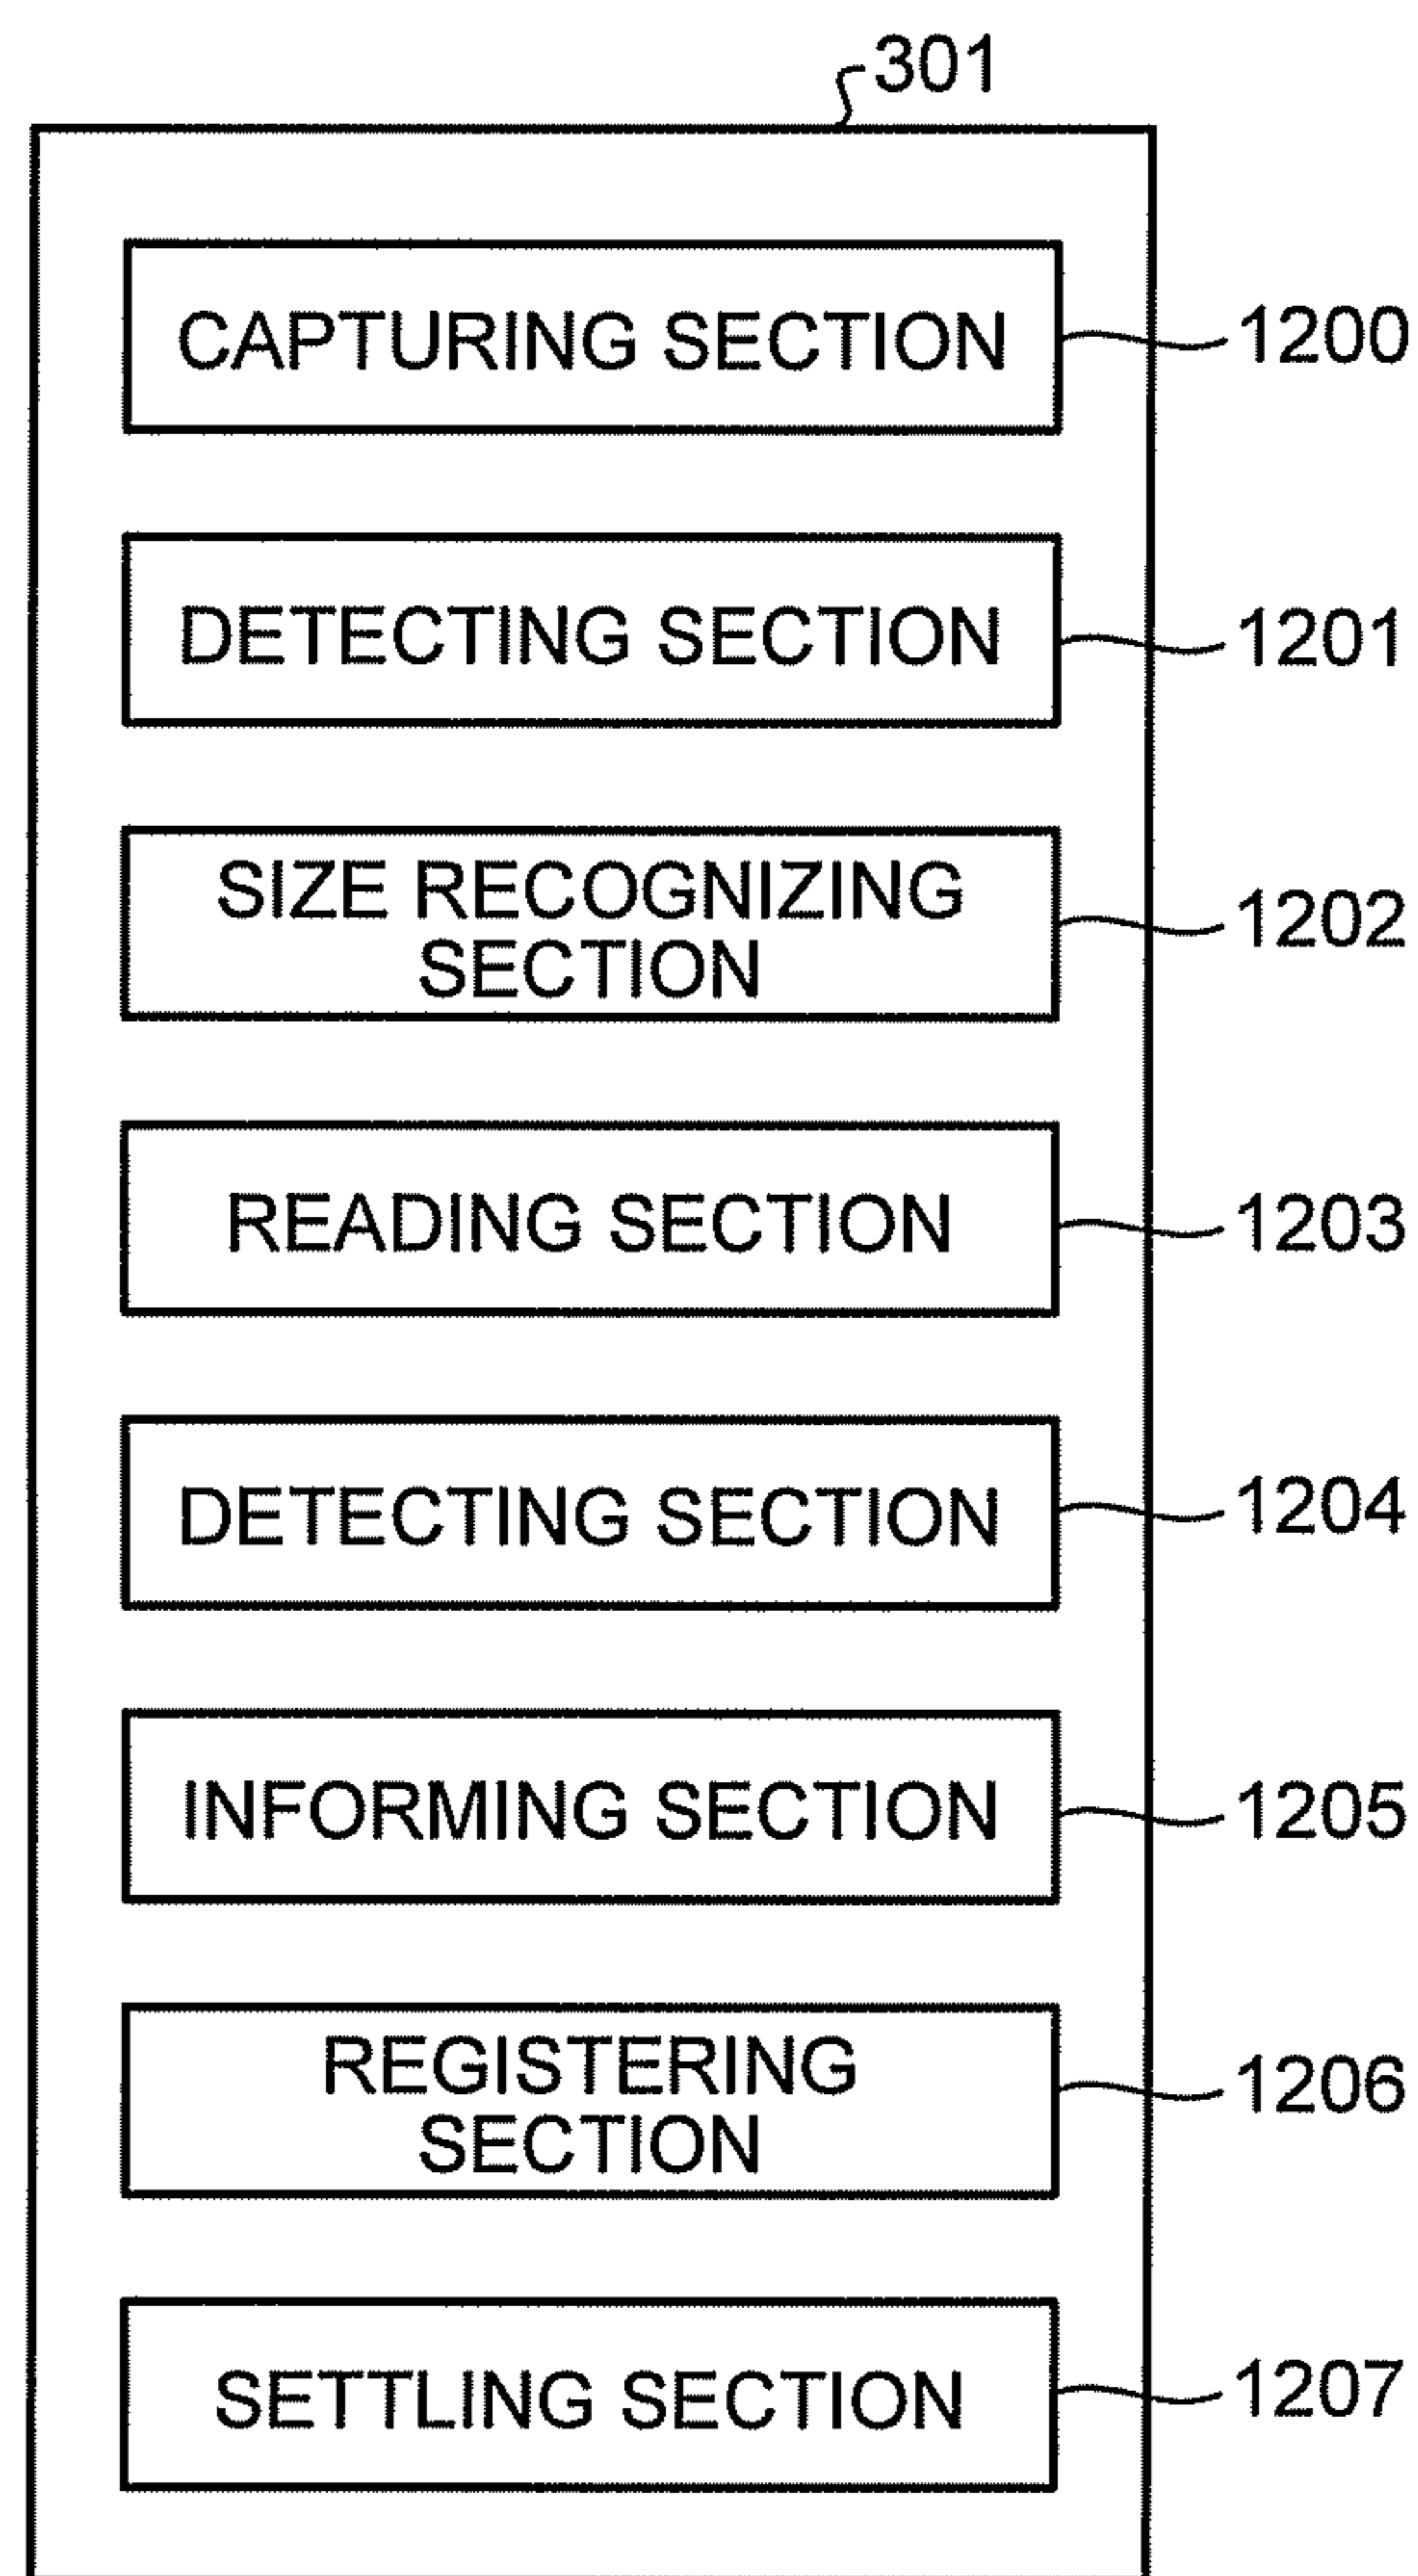 301
CAPTURING SECTION
1200
DETECTING SECTION
1201
SIZE RECOGNIZING
SECTION
1202
READING SECTION
1203
DETECTING SECTION
1204
INFORMING SECTION
1205
REGISTERING
SECTION
1206
SETTLING SECTION
1207